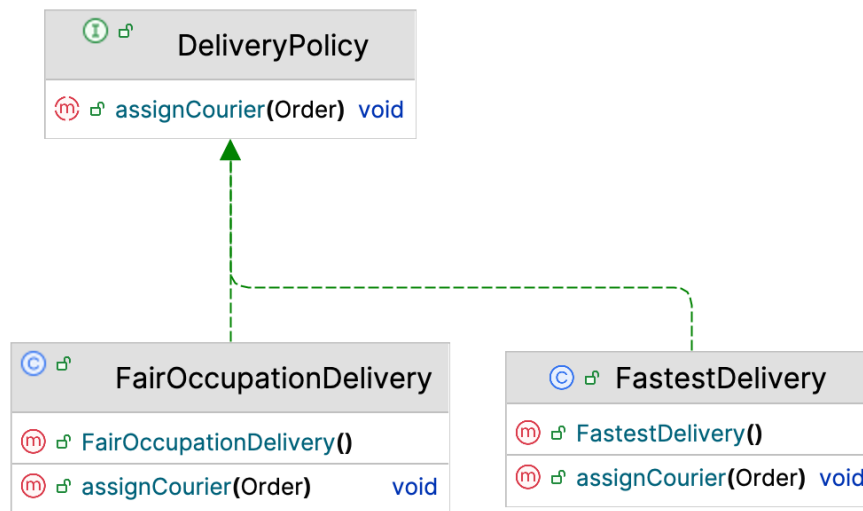 DeliveryPolicy
assignCourier(Order) void
FairOccupationDelivery
FairOccupationDelivery()
assignCourier(Order) void
FastestDelivery
FastestDelivery()
assignCourier(Order) void